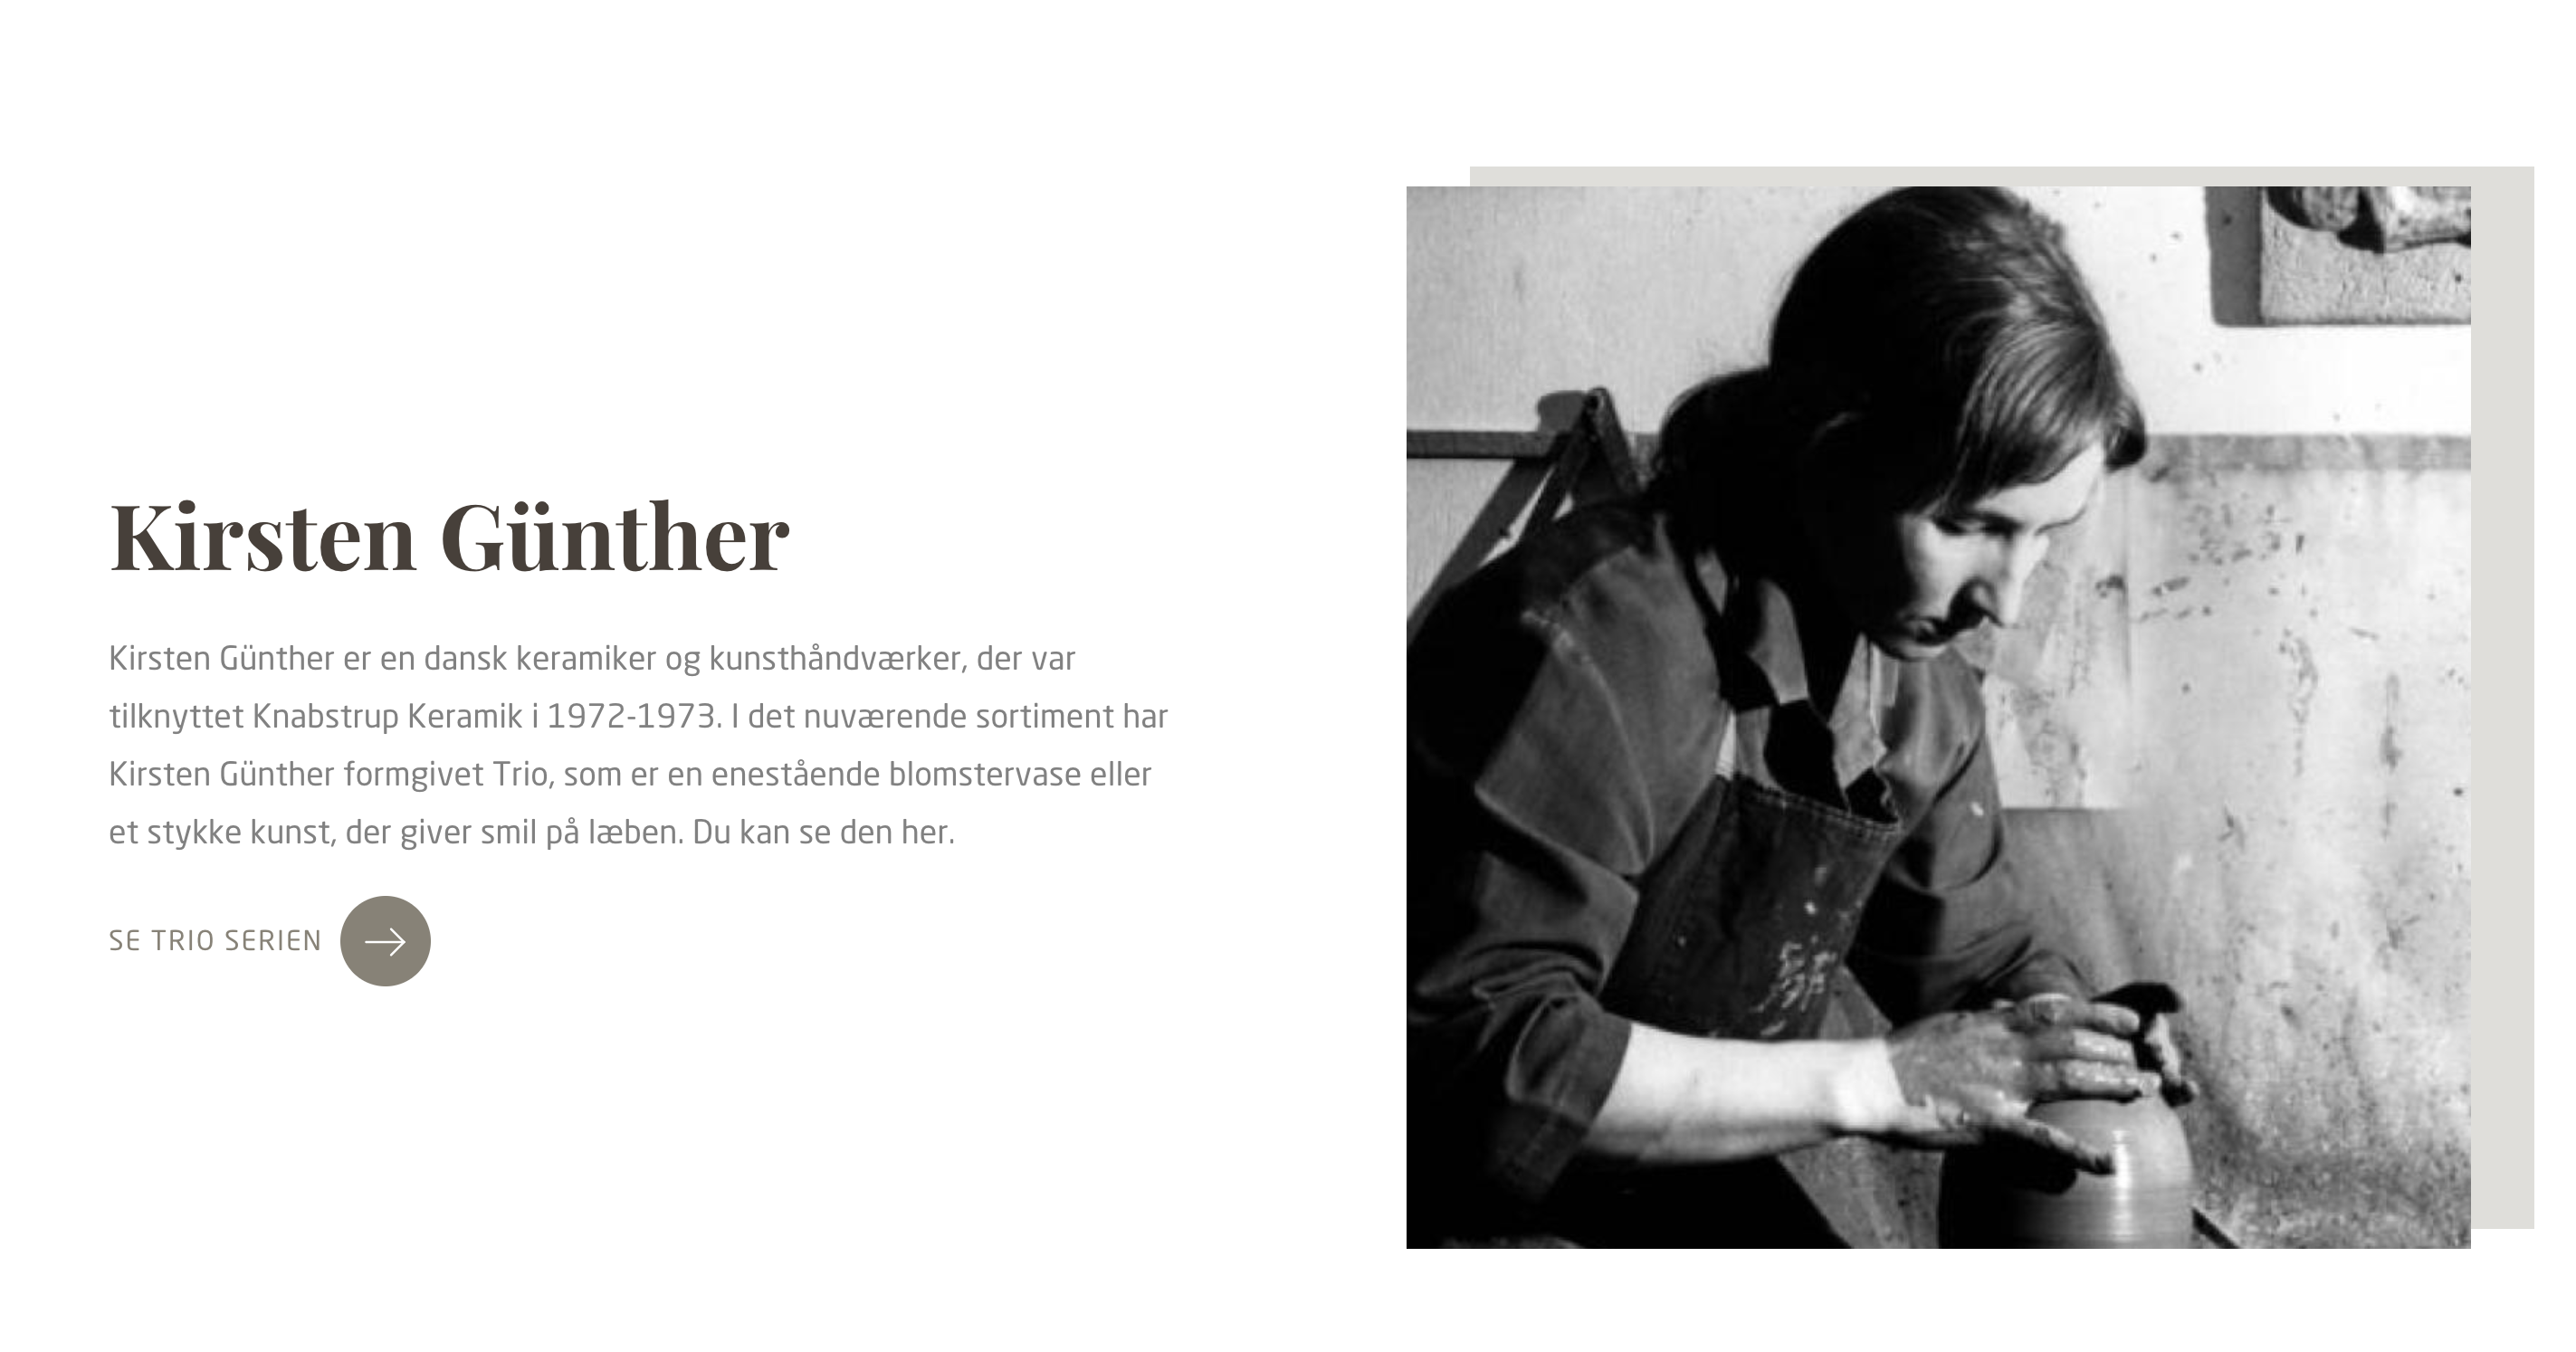 Kirsten Günther
Kirsten Günther er en dansk keramiker og kunsthåndværker, der var
tilknyttet Knabstrup Keramik i 1972-1973. I det nuværende sortiment har
Kirsten Günther formgivet Trio, som er en enestående blomstervase eller
et stykke kunst, der giver smil på læben. Du kan se den her.
SE TRIO SERIEN